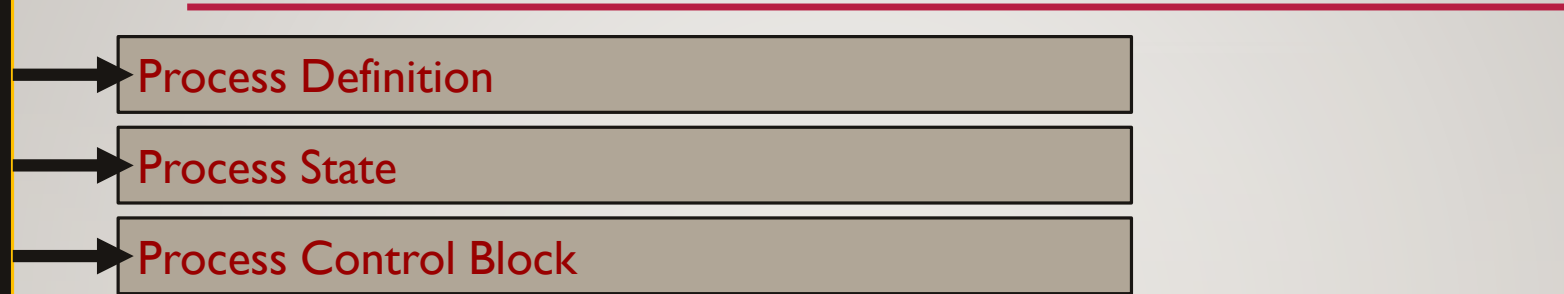 Process Definition
Process State
Process Control Block